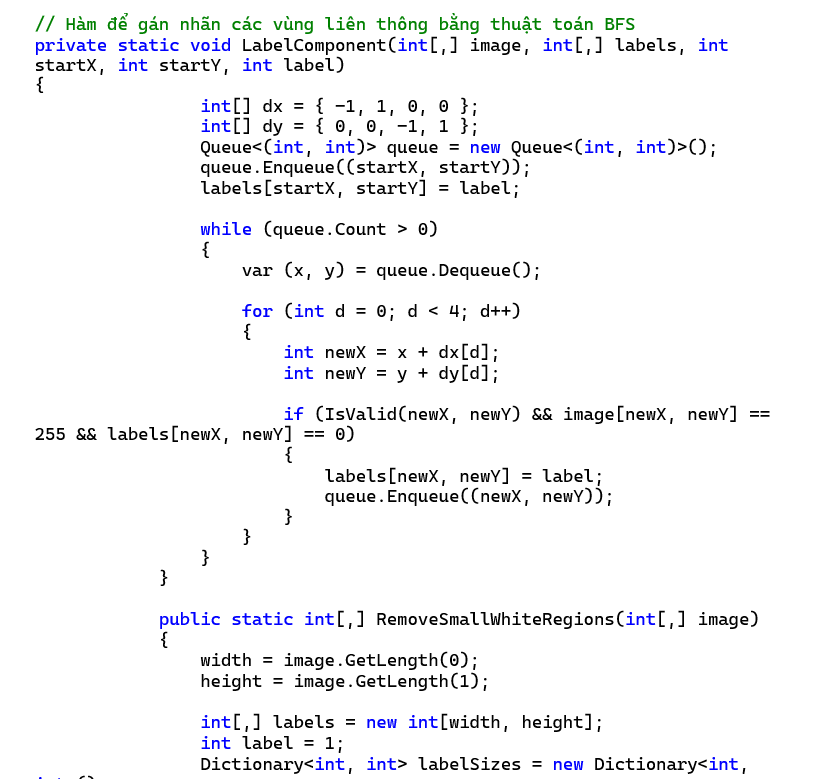 // Hàm để gán nhãn các vùng liên thông bằng thuật toán BFS
private static void LabelComponent(int[,] image, int[,] labels, int
startX, int startY, int label)
{
int[] dx = { -1, 1, 0, 0 };
int[] dy = { 0, 0, -1, 1 };
Queue<(int, int)> queue = new Queue<(int, int)>();
queue.Enqueue((startX, startY));
labels[startX, startY] = label;
while (queue.Count > 0)
{
var (x, y) = queue.Dequeue();
for (int d = 0; d < 4; d++)
{
int newX = x + dx[d];
int newY = y + dy[d];
if (IsValid(newX, newY) && image[newX, newY] ==
255 && labels[newX, newY] == 0)
{
labels[newX, newY] = label;
queue.Enqueue((newX, newY));
}
}
}
}
public static int[,] RemoveSmallWhiteRegions(int[,] image)
{
width = image.GetLength(0);
height = image.GetLength(1);
int[,] labels = new int[width, height];
int label = 1;
Dictionary<int, int> labelSizes = new Dictionary<int,